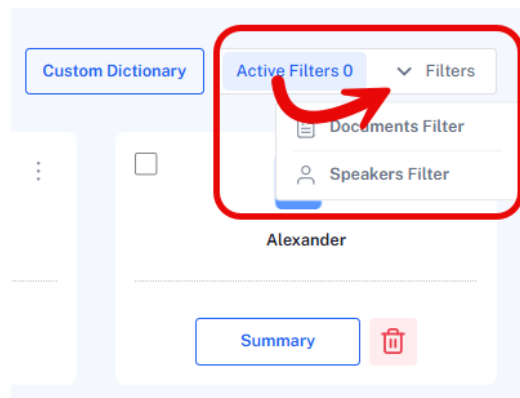 Custom Dictionary
Active Filters 0
Filters
Documents Filter
Speakers Filter
Alexander
Summary